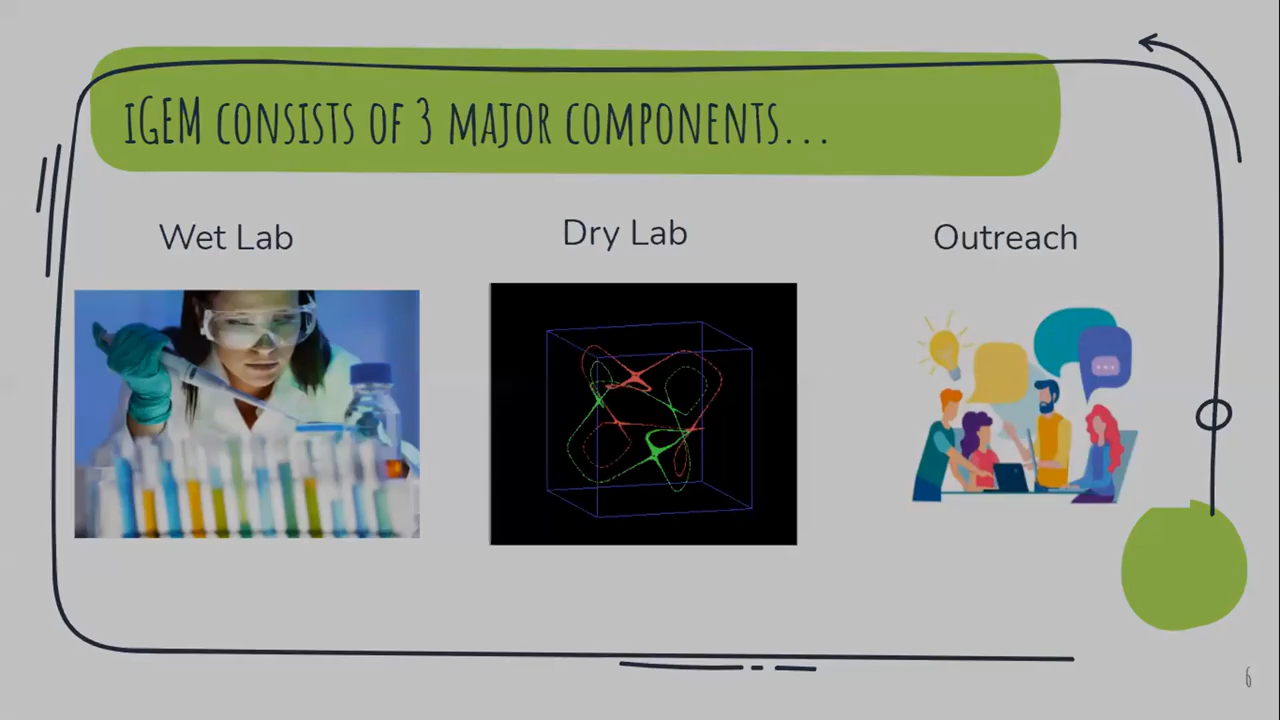 iGEM CONSISTS OF 3 MAJOR COMPONENTS...
Wet Lab
Dry Lab
Outreach
6